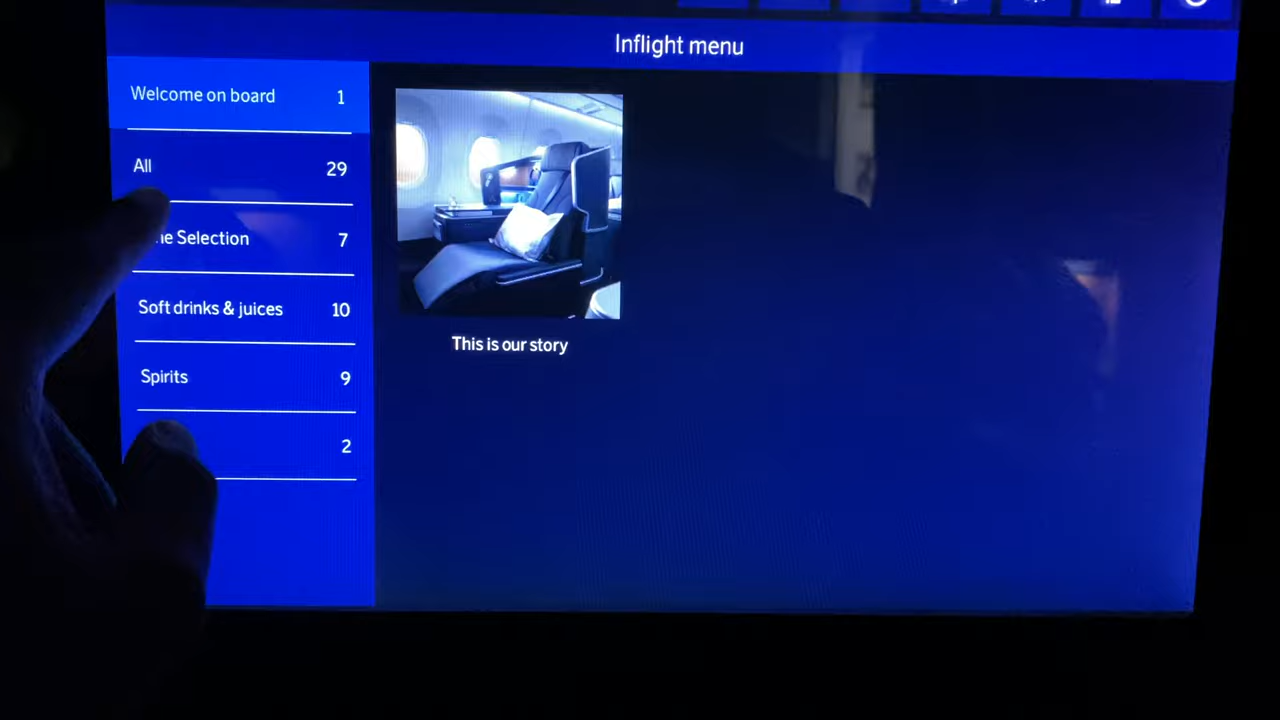 Inflight menu
Welcome on board 1
All 29
ne Selection 7
Soft drinks & juices 10
Spirits 9
2
This is our story